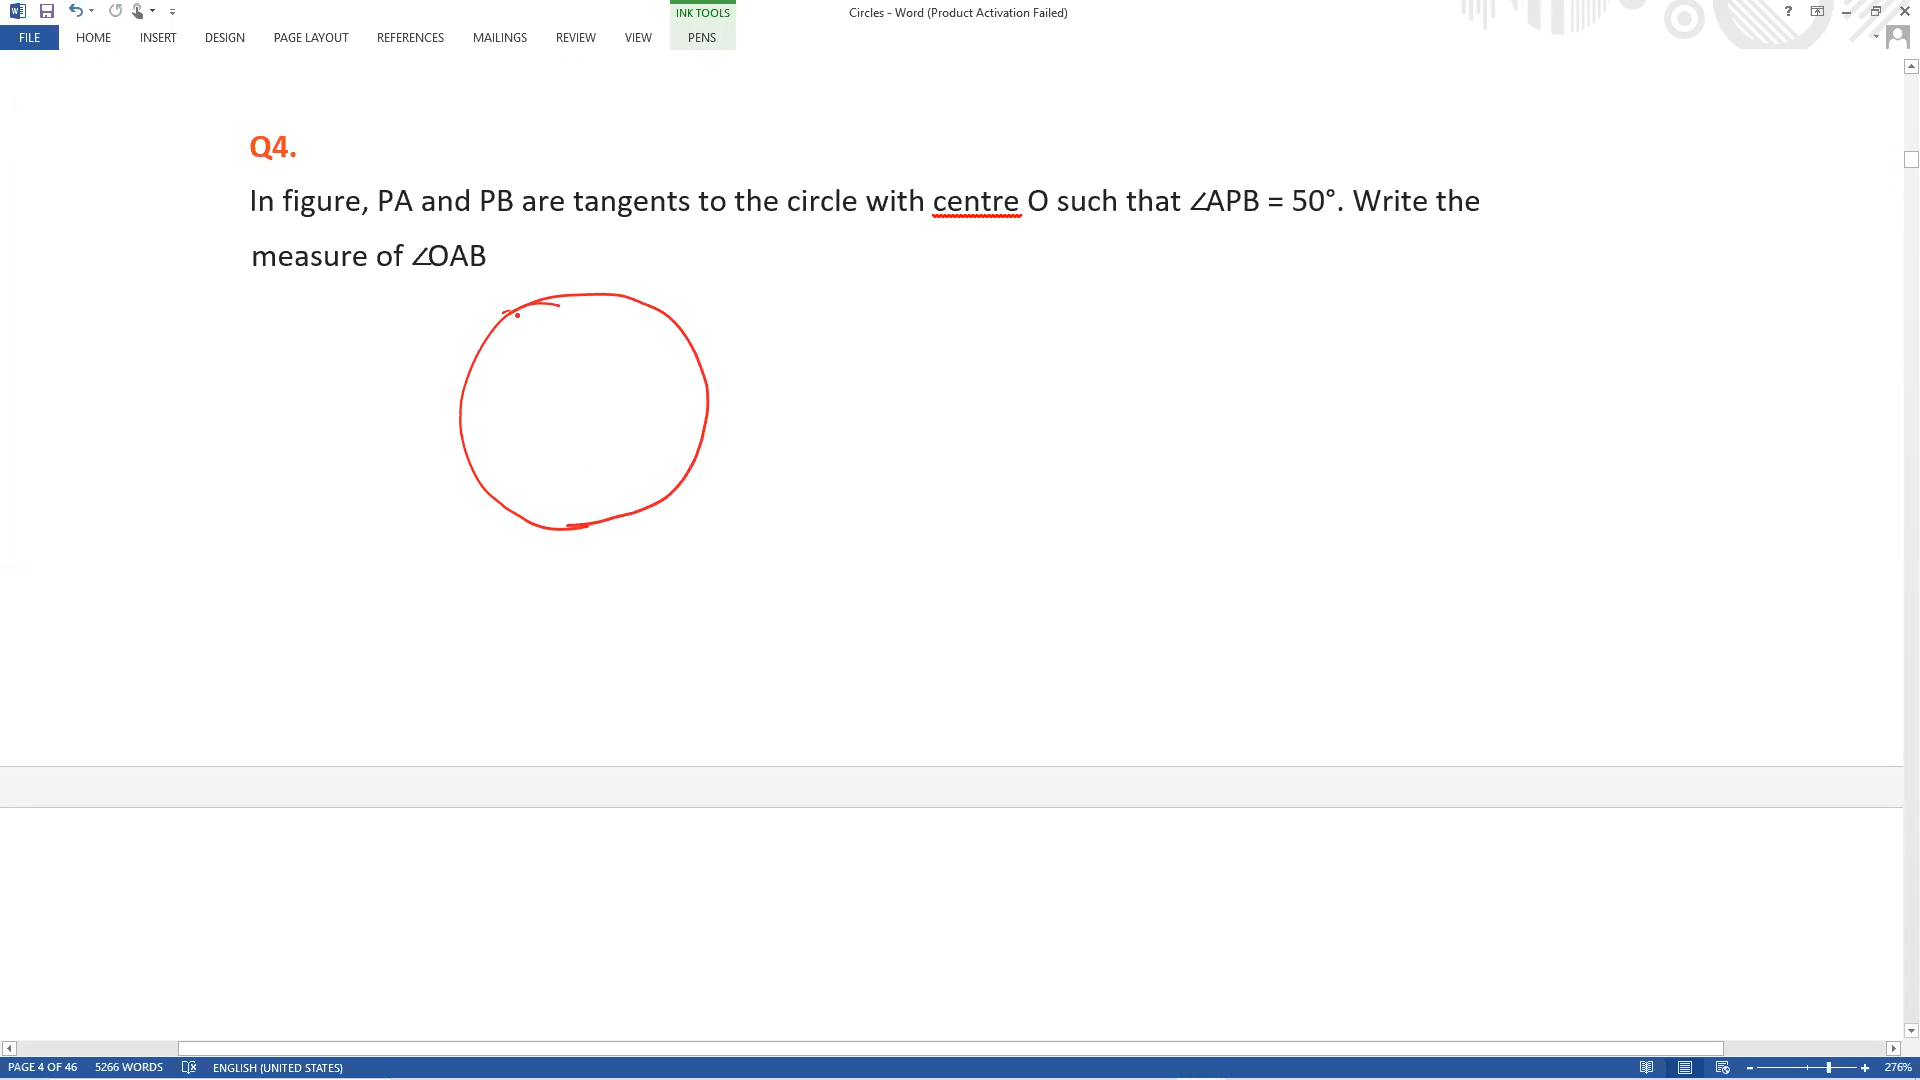 INK TOOLS
Circles - Word (Product Activation Failed)
?
FILE HOME INSERT DESIGN PAGE LAYOUT REFERENCES MAILINGS REVIEW VIEW PENS
Q4.
In figure, PA and PB are tangents to the circle with centre O such that ∠APB = 50°. Write the
measure of ∠OAB
PAGE 4 OF 46 5266 WORDS ENGLISH (UNITED STATES) 276%